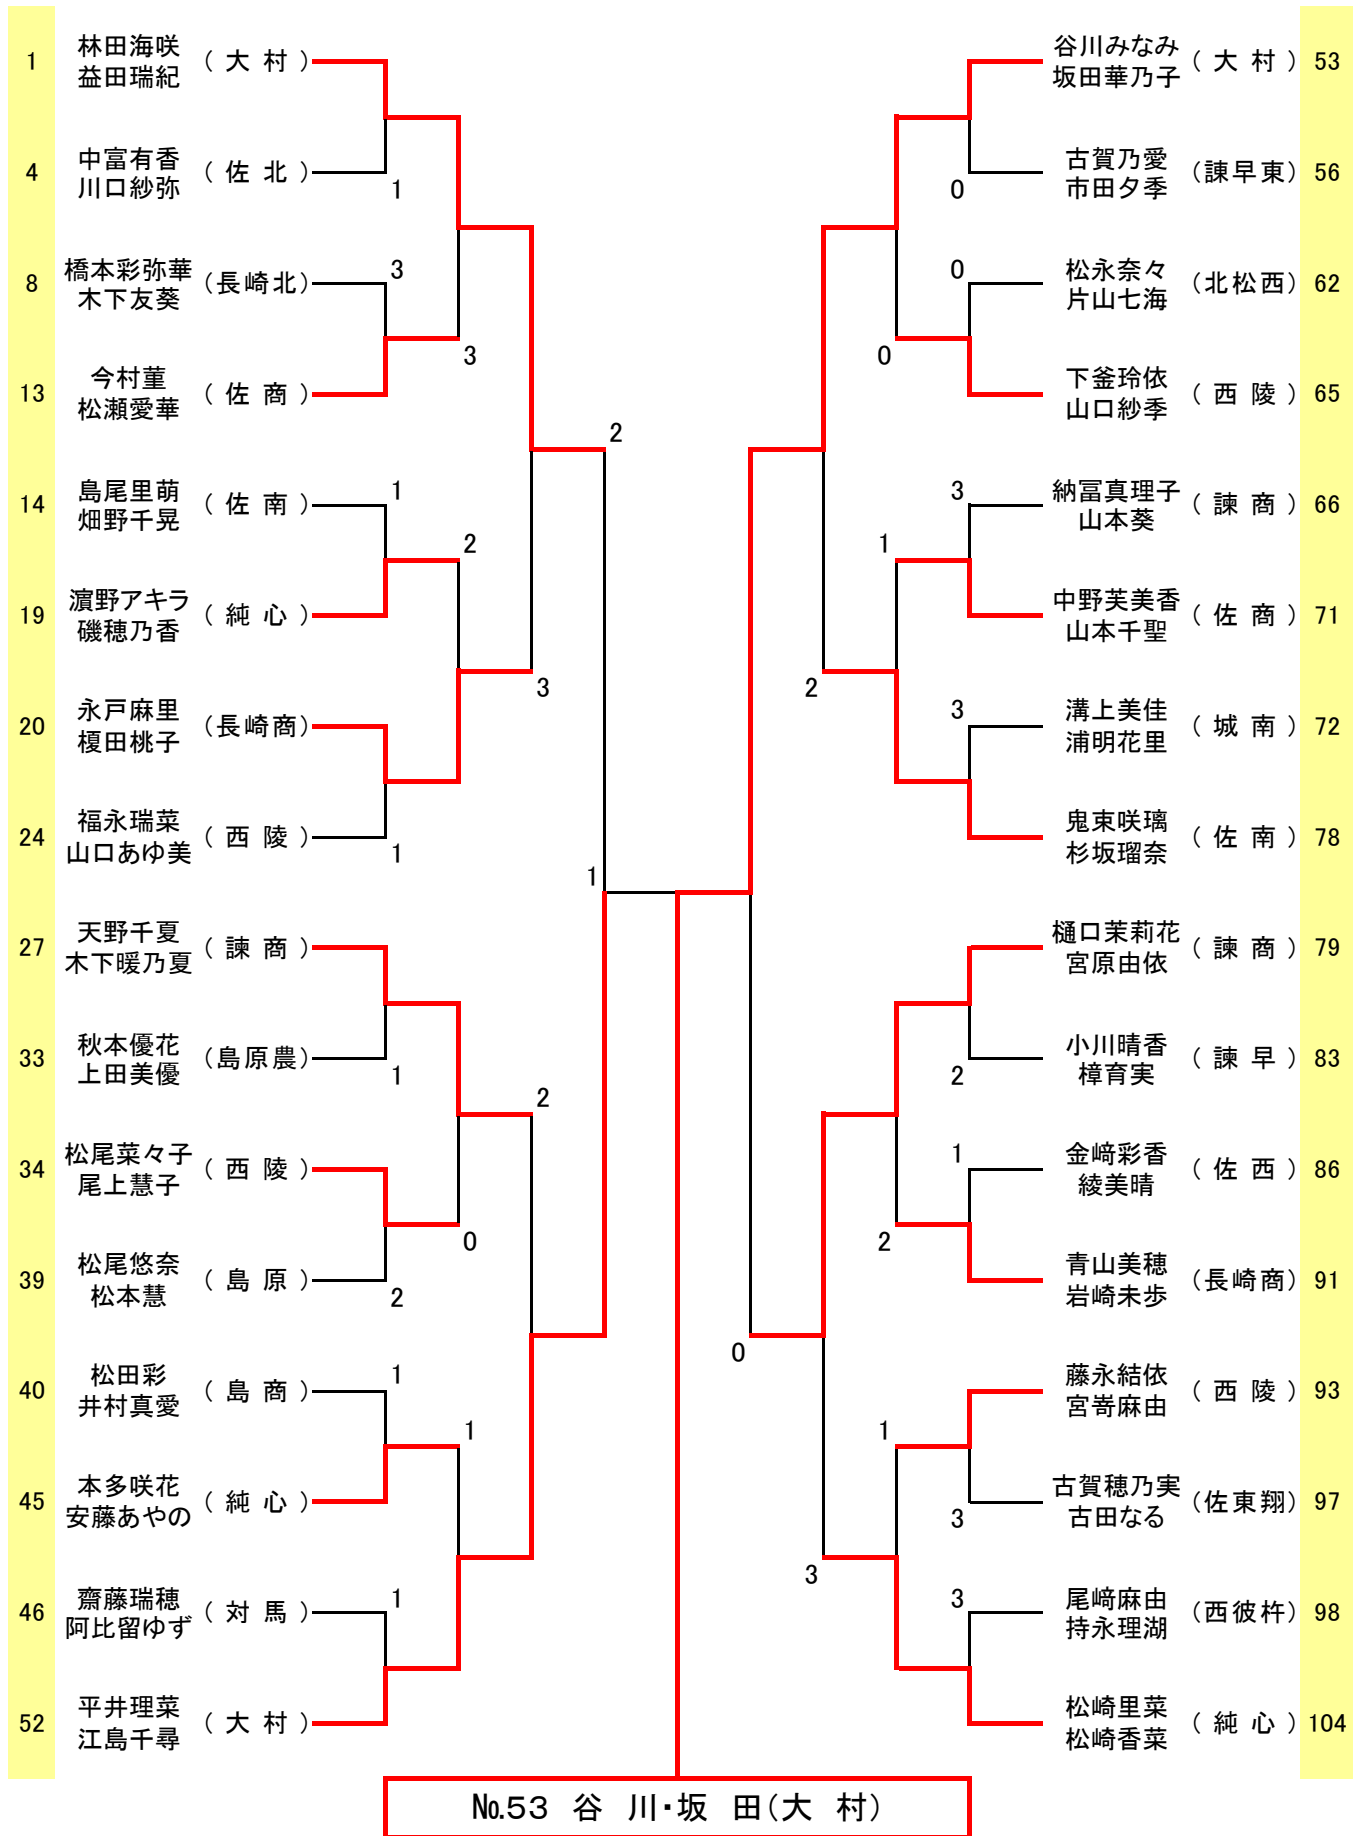 1 林田海咲 益田瑞紀 （大 村）
4 中富有香 川口紗弥 （佐 北）
1
8 橋本彩弥華 木下友葵 （長崎北）
3
3
13 今村菫 松瀬愛華 （佐 商）
2
14 島尾里萌 畑野千晃 （佐 南）
1
2
19 濵野アキラ 磯穂乃香 （純 心）
3
20 永戸麻里 榎田桃子 （長崎商）
24 福永瑞菜 山口あゆ美 （西 陵）
1
1
27 天野千夏 木下暖乃夏 （諫 商）
33 秋本優花 上田美優 （島原農）
1
2
34 松尾菜々子 尾上慧子 （西 陵）
0
39 松尾悠奈 松本慧 （島 原）
2
40 松田彩 井村真愛 （島 商）
1
1
45 本多咲花 安藤あやの （純 心）
46 齋藤瑞穂 阿比留ゆず （対 馬）
1
52 平井理菜 江島千尋 （大 村）
谷川みなみ 坂田華乃子 （大 村） 53
古賀乃愛 市田夕季 （諫早東） 56
0
0
松永奈々 片山七海 （北松西） 62
0
下釜玲依 山口紗季 （西 陵） 65
3
納冨真理子 山本葵 （諫 商） 66
1
中野芙美香 山本千聖 （佐 商） 71
2
3
溝上美佳 浦明花里 （城 南） 72
鬼束咲璃 杉坂瑠奈 （佐 南） 78
樋口茉莉花 宮原由依 （諫 商） 79
小川晴香 樟育実 （諫 早） 83
2
1
金﨑彩香 綾美晴 （佐 西） 86
2
青山美穂 岩崎未歩 （長崎商） 91
0
藤永結依 宮嵜麻由 （西 陵） 93
1
古賀穂乃実 古田なる （佐東翔） 97
3
3
3
尾﨑麻由 持永理湖 （西彼杵） 98
松崎里菜 松崎香菜 （純 心） 104
№53 谷 川・坂 田（大 村）